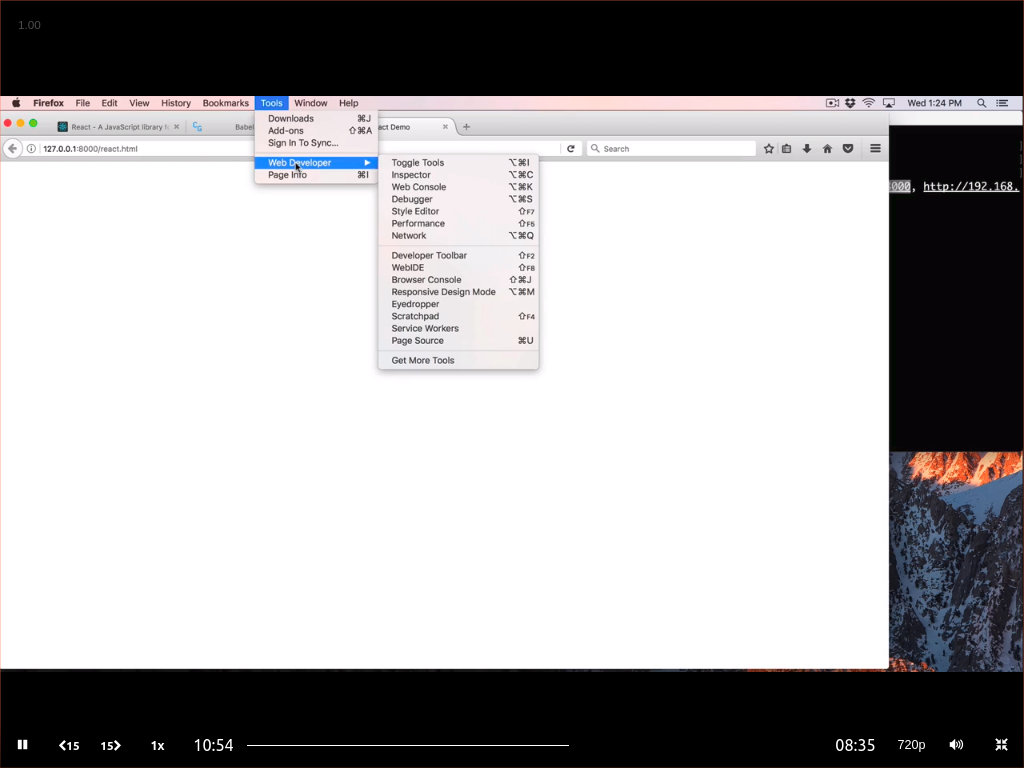 1.00
Firefox File Edit View History Bookmarks Tools Window Help Wed 1:24 PM
Downloads ⌘J
Add-ons ⇧⌘A
Sign In To Sync...
Web Developer
Page Info ⌘I
React - A JavaScript library f
Babel
act Demo
127.0.0.1:8000/react.html
Search
Toggle Tools ⌥⌘I
Inspector ⌥⌘C
Web Console ⌥⌘K
Debugger ⌥⌘S
Style Editor ⇧F7
Performance ⇧F5
Network ⌥⌘Q
Developer Toolbar ⇧F2
WebIDE ⇧F8
Browser Console ⇧⌘J
Responsive Design Mode ⌥⌘M
Eyedropper
Scratchpad ⇧F4
Service Workers
Page Source ⌘U
Get More Tools
000, http://192.168.
15 15 1x 10:54 08:35 720p